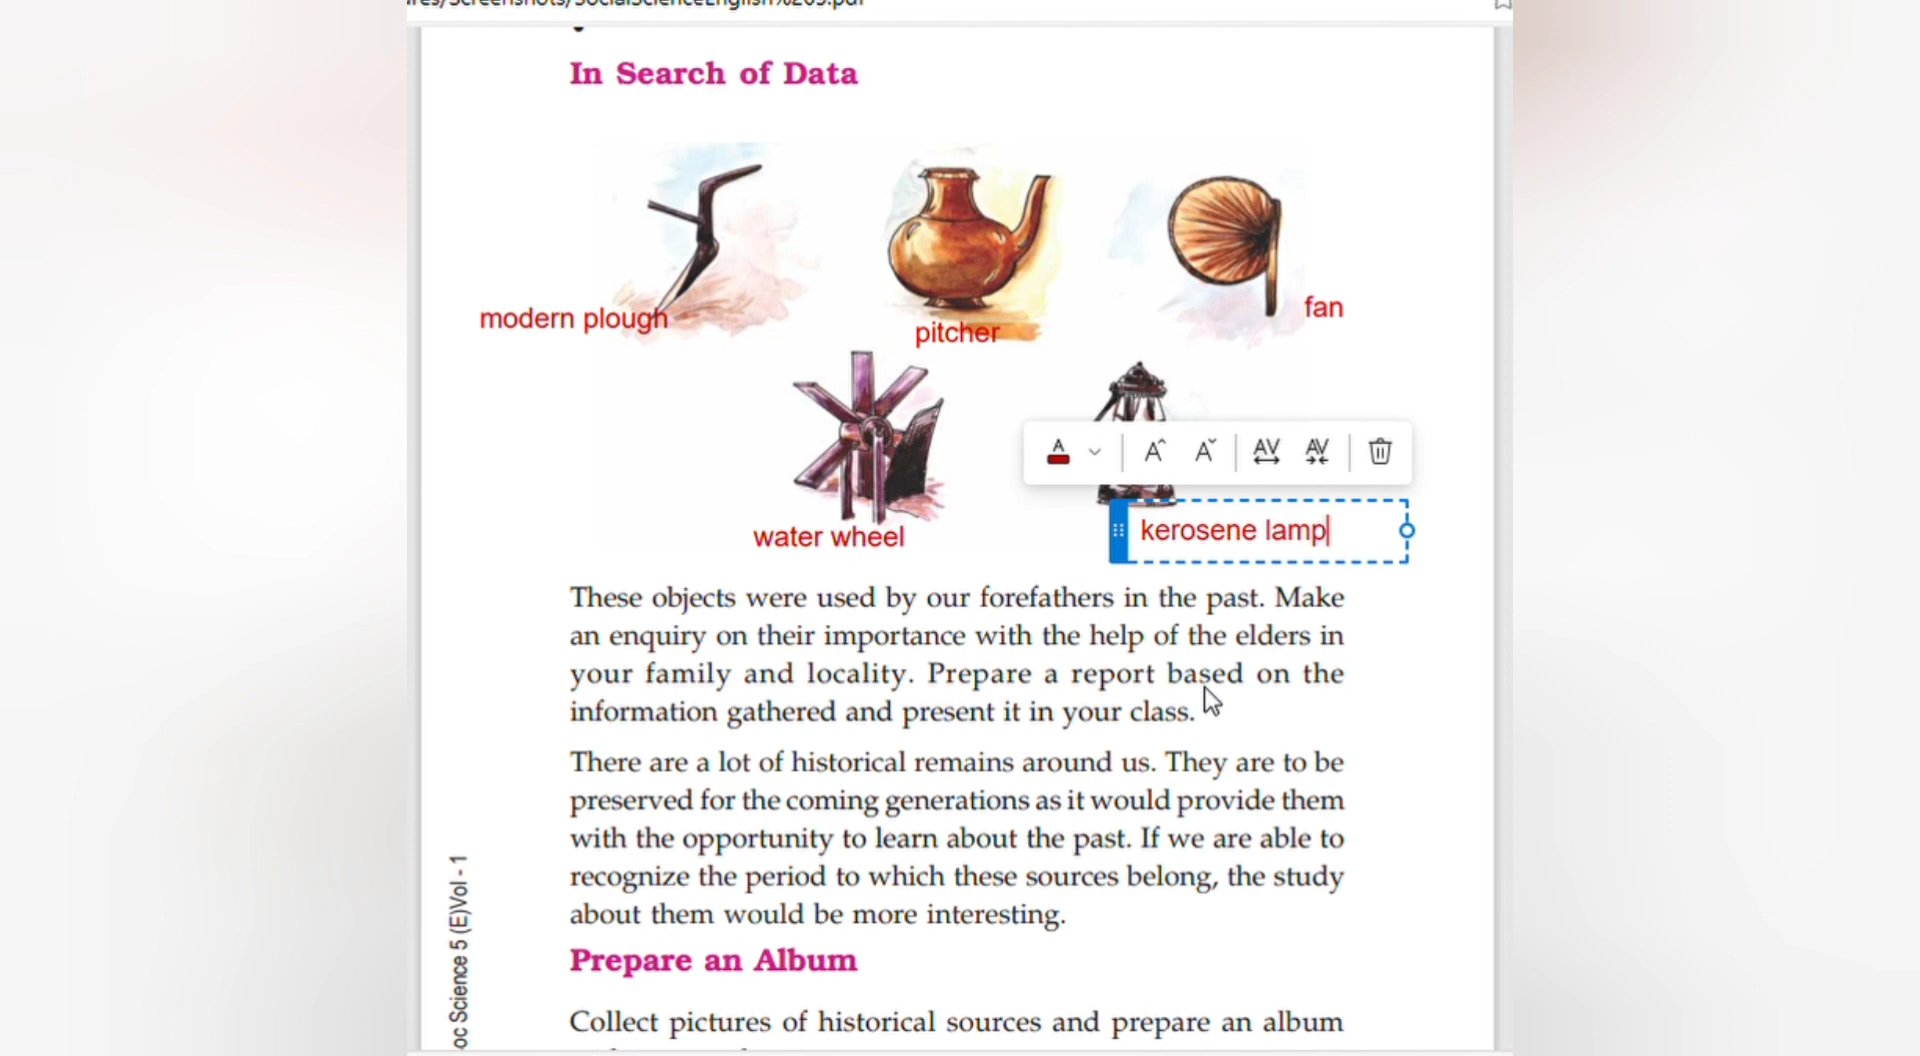 In Search of Data
modern plough
pitcher
fan
water wheel
kerosene lamp
These objects were used by our forefathers in the past. Make
an enquiry on their importance with the help of the elders in
your family and locality. Prepare a report based on the
information gathered and present it in your class.
There are a lot of historical remains around us. They are to be
preserved for the coming generations as it would provide them
with the opportunity to learn about the past. If we are able to
recognize the period to which these sources belong, the study
about them would be more interesting.
Prepare an Album
Collect pictures of historical sources and prepare an album
oc Science 5 (E)Vol - 1